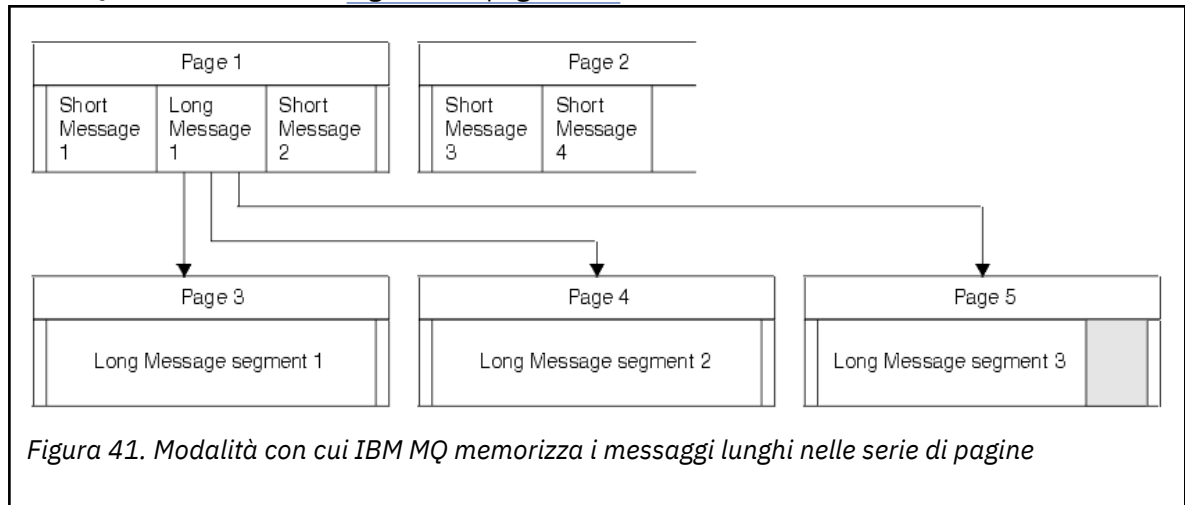 Page 1
Short Message 1
Long Message 1
Short Message 2
Page 2
Short Message 3
Short Message 4
Page 3
Long Message segment 1
Page 4
Long Message segment 2
Page 5
Long Message segment 3
Figura 41. Modalità con cui IBM MQ memorizza i messaggi lunghi nelle serie di pagine